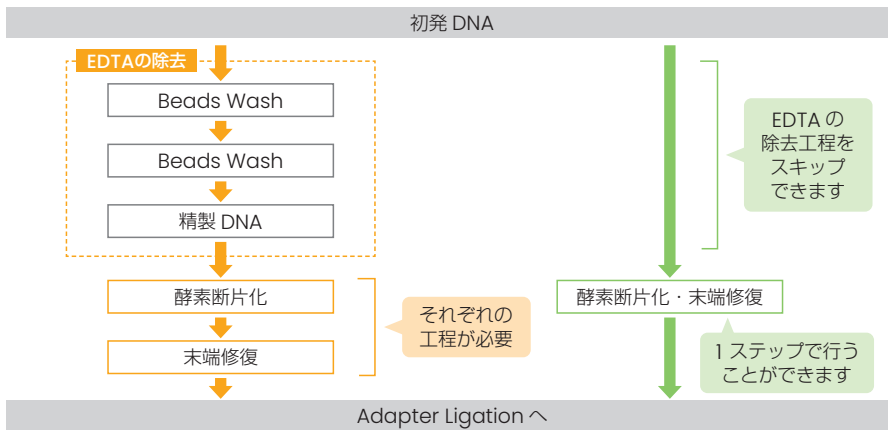 初発 DNA
EDTAの除去
Beads Wash
Beads Wash
精製 DNA
酵素断片化
末端修復
それぞれの
工程が必要
EDTA の
除去工程を
スキップ
できます
酵素断片化・末端修復
1 ステップで行う
ことができます
Adapter Ligation へ